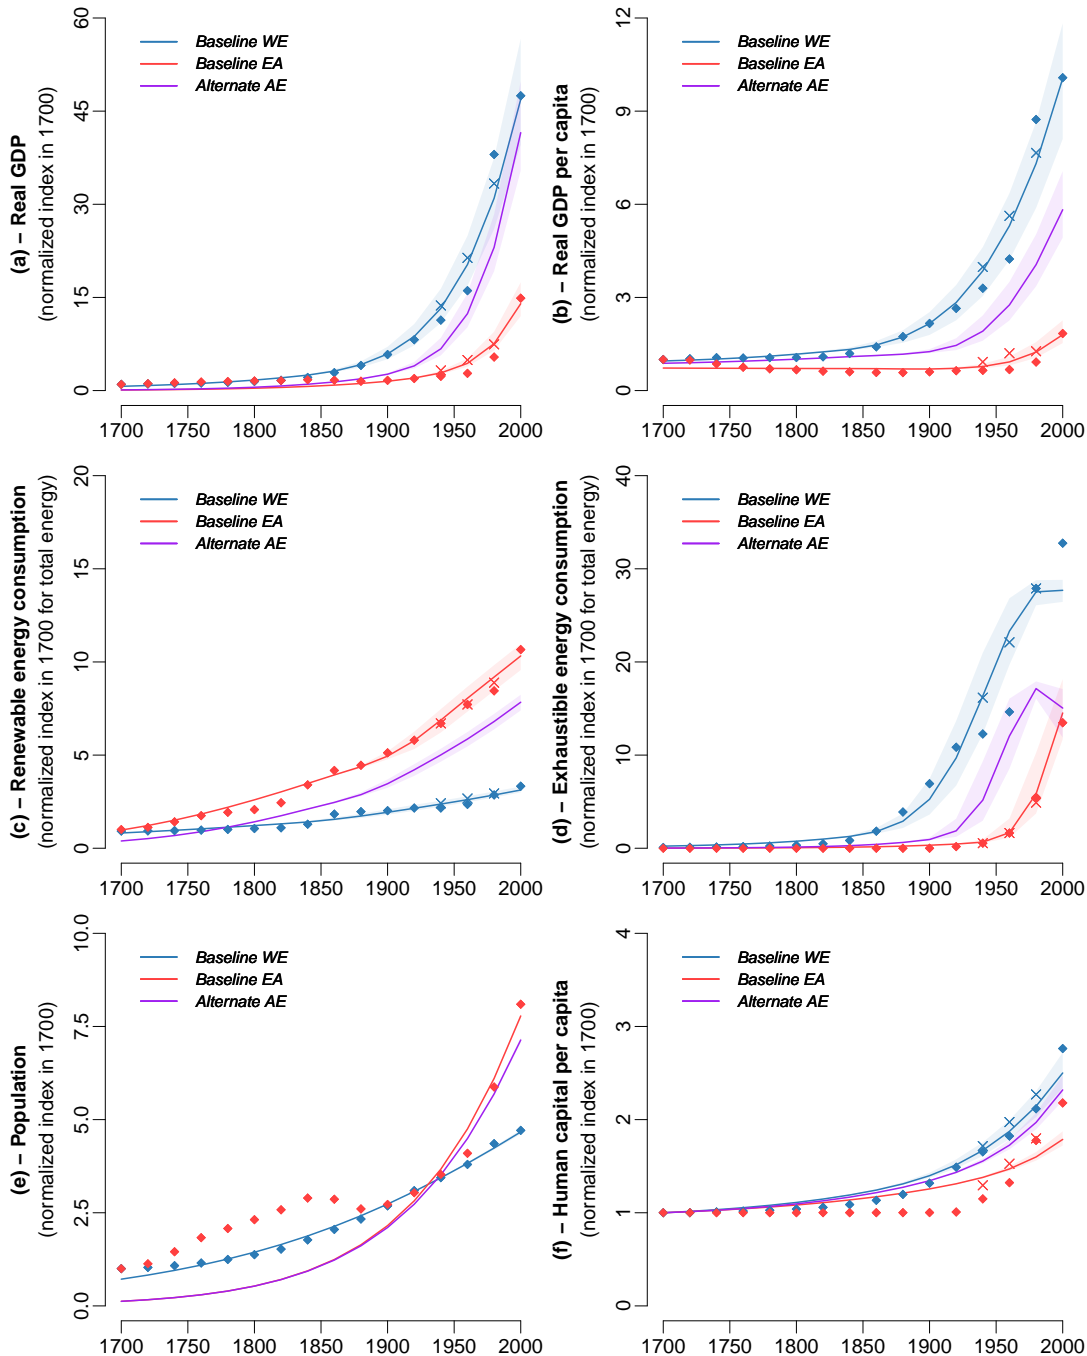 (a) – Real GDP
(normalized index in 1700)
60
45
30
15
0
Baseline WE
Baseline EA
Alternate AE
1700 1750 1800 1850 1900 1950 2000
(b) – Real GDP per capita
(normalized index in 1700)
12
9
6
3
0
Baseline WE
Baseline EA
Alternate AE
1700 1750 1800 1850 1900 1950 2000
(c) – Renewable energy consumption
(normalized index in 1700 for total energy)
20
15
10
5
0
Baseline WE
Baseline EA
Alternate AE
1700 1750 1800 1850 1900 1950 2000
(d) – Exhaustible energy consumption
(normalized index in 1700 for total energy)
40
30
20
10
0
Baseline WE
Baseline EA
Alternate AE
1700 1750 1800 1850 1900 1950 2000
(e) – Population
(normalized index in 1700)
10.0
7.5
5.0
2.5
0.0
Baseline WE
Baseline EA
Alternate AE
1700 1750 1800 1850 1900 1950 2000
(f) – Human capital per capita
(normalized index in 1700)
4
3
2
1
0
Baseline WE
Baseline EA
Alternate AE
1700 1750 1800 1850 1900 1950 2000